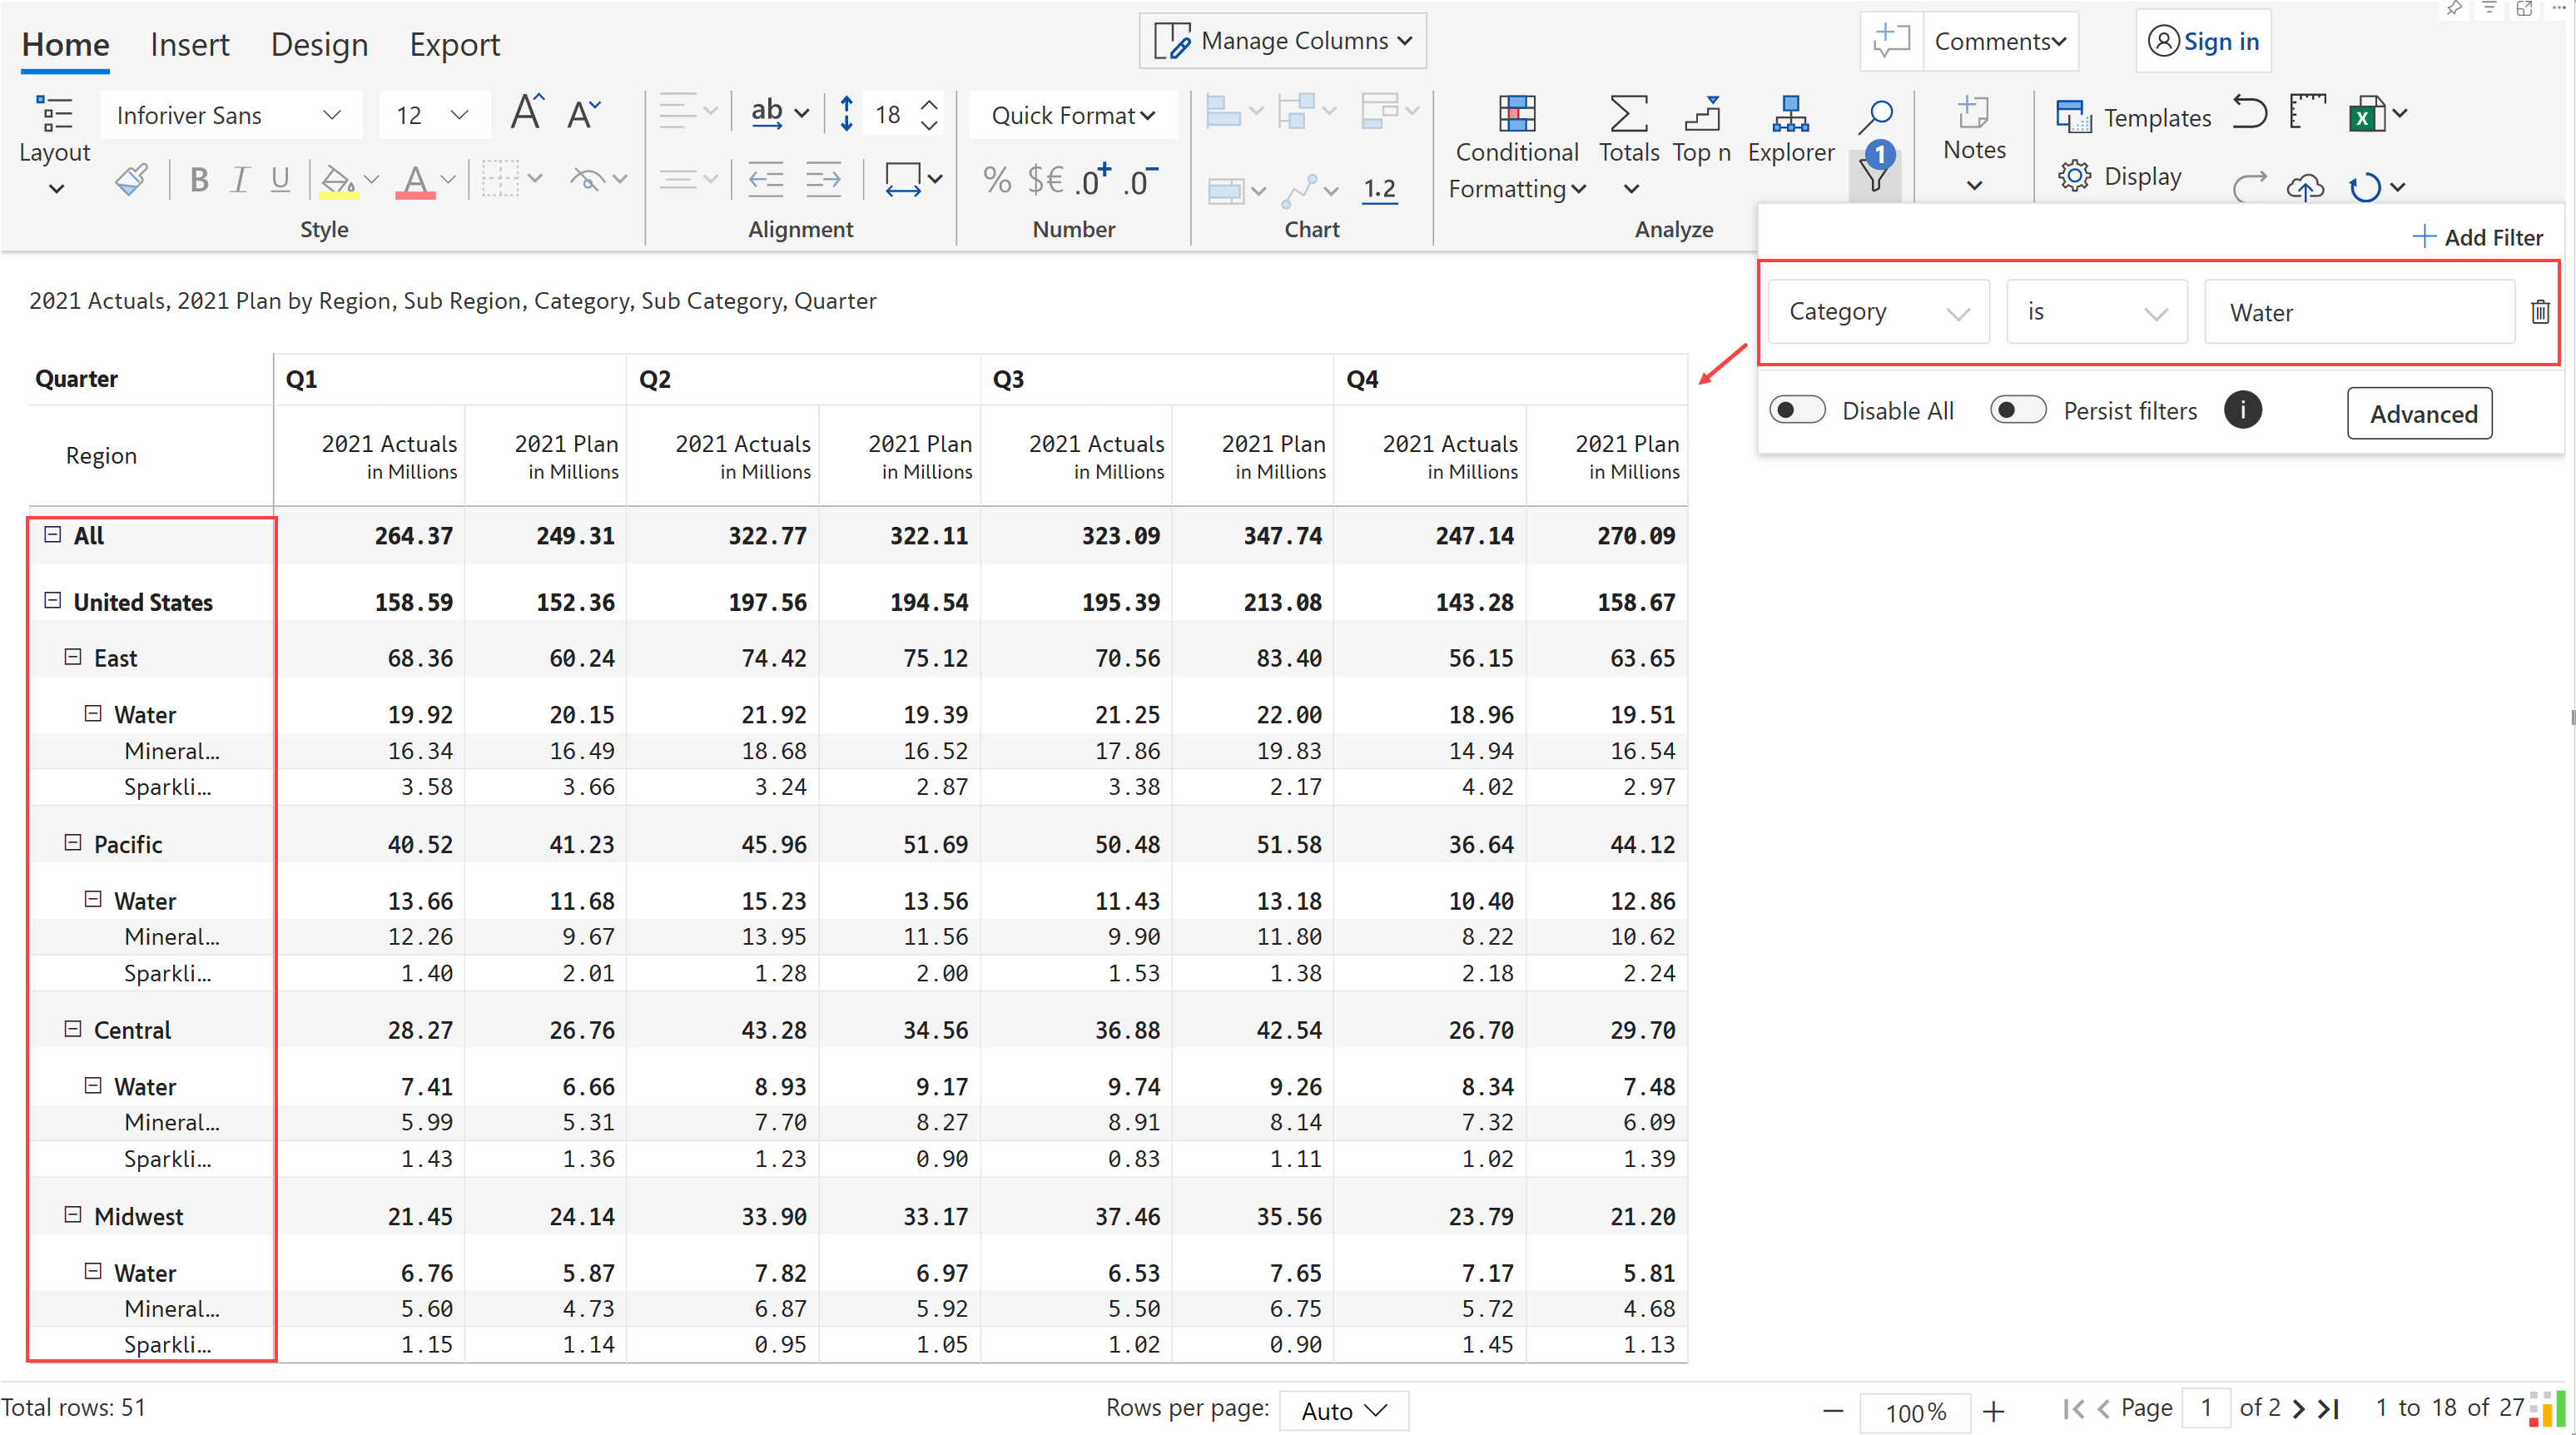 Home Insert Design Export Manage Columns Comments Sign in
Inforiver Sans 12 ab 18 Quick Format
Layout Conditional Formatting Totals Top n Explorer 1 Notes Templates
B I U A % $€ .0+ .0- 1.2 Display
Style Alignment Number Chart Analyze
+ Add Filter
Category is Water
Disable All Persist filters i Advanced
2021 Actuals, 2021 Plan by Region, Sub Region, Category, Sub Category, Quarter
Quarter Q1 Q2 Q3 Q4
Region 2021 Actuals 2021 Plan 2021 Actuals 2021 Plan 2021 Actuals 2021 Plan 2021 Actuals 2021 Plan
in Millions in Millions in Millions in Millions in Millions in Millions in Millions in Millions
All 264.37 249.31 322.77 322.11 323.09 347.74 247.14 270.09
United States 158.59 152.36 197.56 194.54 195.39 213.08 143.28 158.67
East 68.36 60.24 74.42 75.12 70.56 83.40 56.15 63.65
Water 19.92 20.15 21.92 19.39 21.25 22.00 18.96 19.51
Mineral... 16.34 16.49 18.68 16.52 17.86 19.83 14.94 16.54
Sparkli... 3.58 3.66 3.24 2.87 3.38 2.17 4.02 2.97
Pacific 40.52 41.23 45.96 51.69 50.48 51.58 36.64 44.12
Water 13.66 11.68 15.23 13.56 11.43 13.18 10.40 12.86
Mineral... 12.26 9.67 13.95 11.56 9.90 11.80 8.22 10.62
Sparkli... 1.40 2.01 1.28 2.00 1.53 1.38 2.18 2.24
Central 28.27 26.76 43.28 34.56 36.88 42.54 26.70 29.70
Water 7.41 6.66 8.93 9.17 9.74 9.26 8.34 7.48
Mineral... 5.99 5.31 7.70 8.27 8.91 8.14 7.32 6.09
Sparkli... 1.43 1.36 1.23 0.90 0.83 1.11 1.02 1.39
Midwest 21.45 24.14 33.90 33.17 37.46 35.56 23.79 21.20
Water 6.76 5.87 7.82 6.97 6.53 7.65 7.17 5.81
Mineral... 5.60 4.73 6.87 5.92 5.50 6.75 5.72 4.68
Sparkli... 1.15 1.14 0.95 1.05 1.02 0.90 1.45 1.13
Total rows: 51 Rows per page: Auto 100% Page 1 of 2 1 to 18 of 27